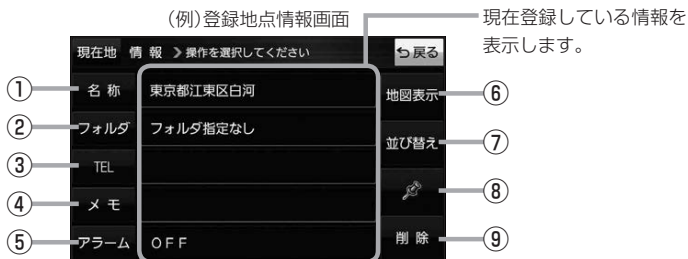 (例)登録地点情報画面
現在登録している情報を
表示します。
現在地 情 報 ＞操作を選択してください 戻る
① 名 称 東京都江東区白河 地図表示 ⑥
② フォルダ フォルダ指定なし 並び替え ⑦
③ TEL ⑧
④ メ モ
⑤ アラーム OFF 削 除 ⑨